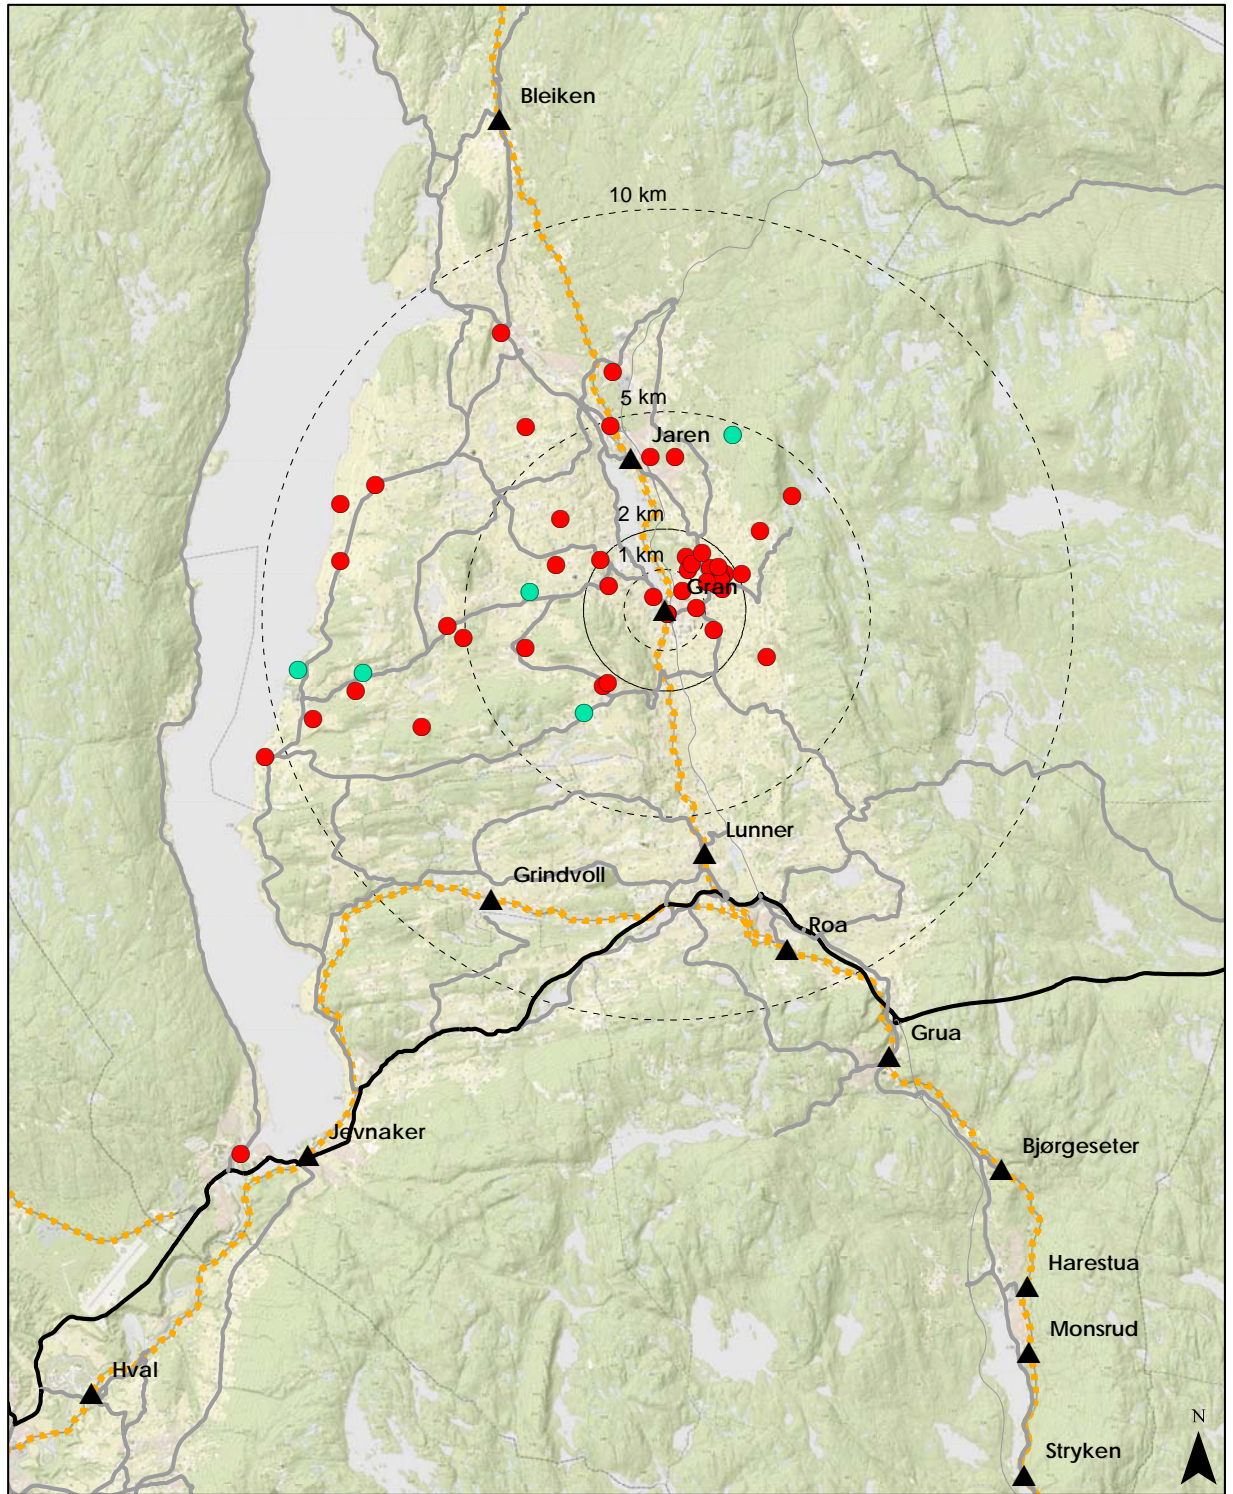 Bleiken
10 km
5 km
Jaren
2 km
1 km
Gran
Lunner
Grindvoll
Roa
Grua
Jevnaker
Bjørgeseter
Harestua
Monsrud
Hval
N
Stryken